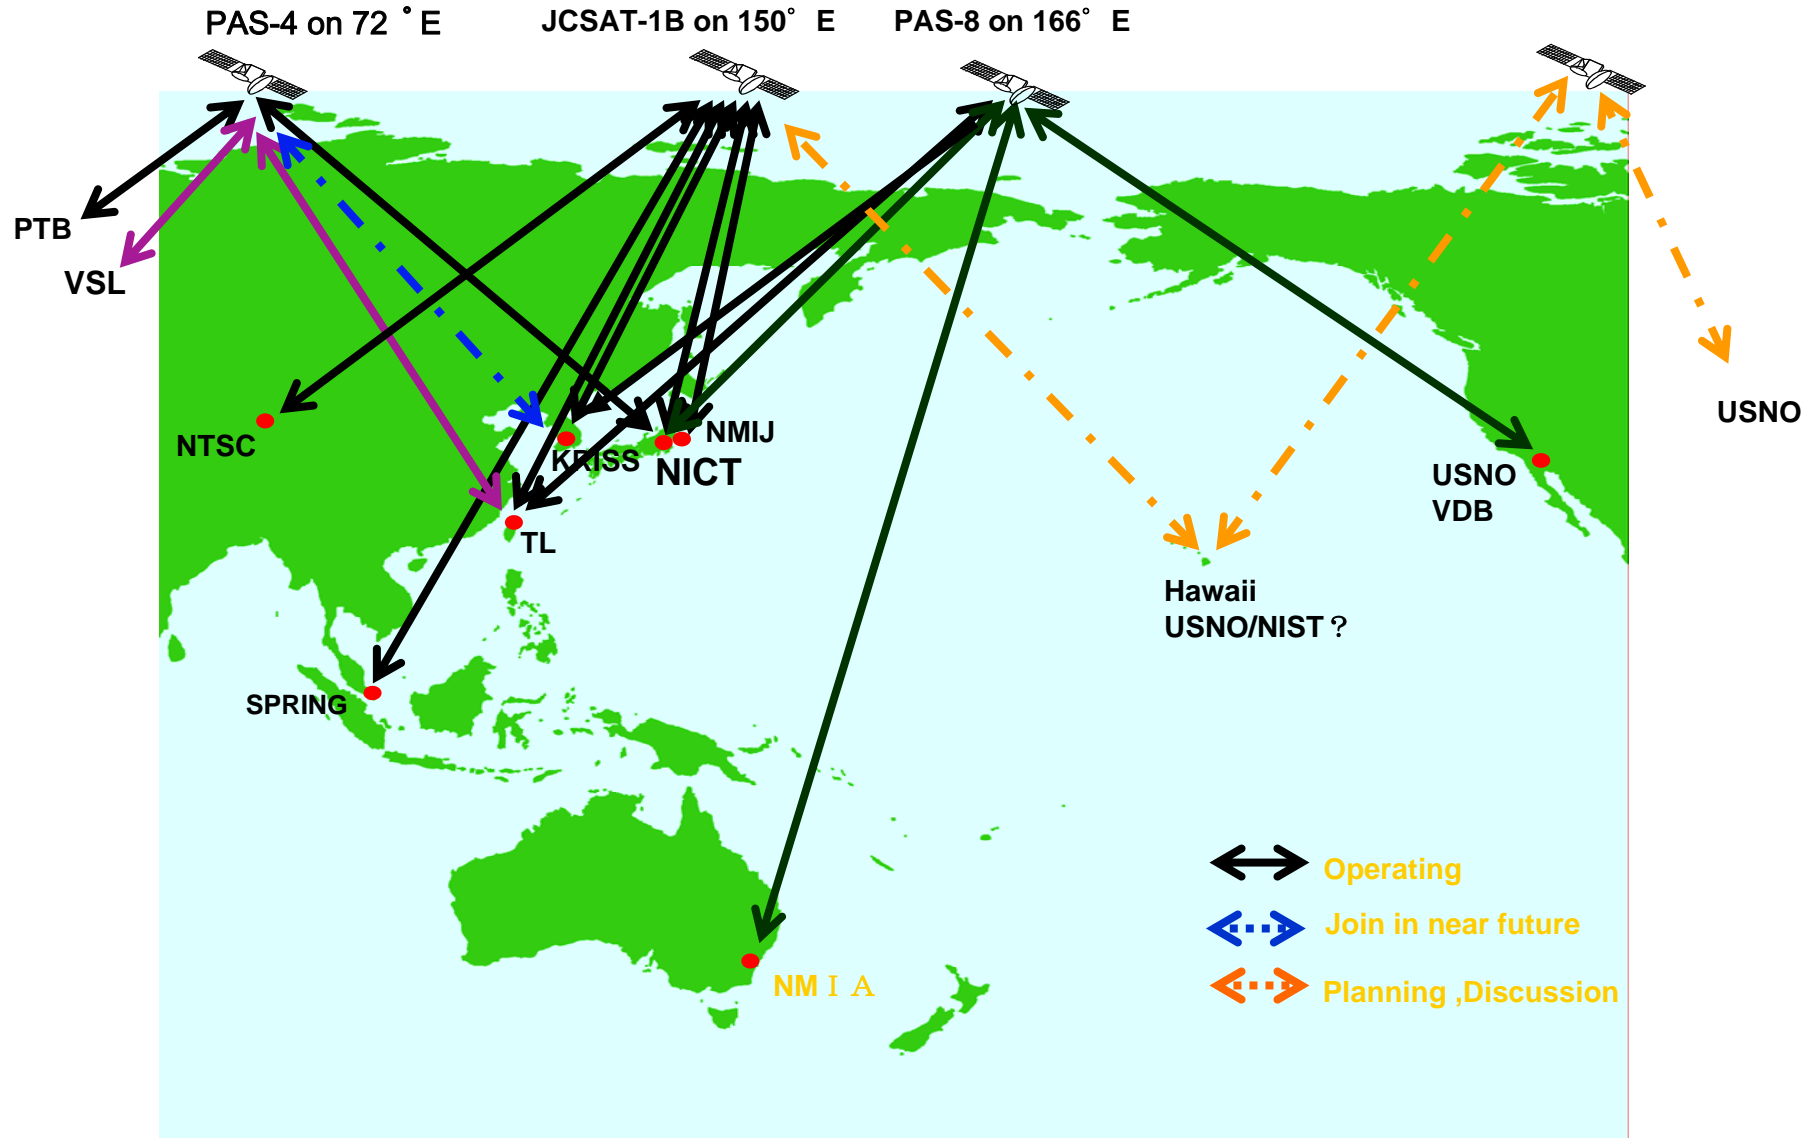 PAS-4 on 72 ° E
JCSAT-1B on 150° E
PAS-8 on 166° E
PTB
VSL
NTSC
KRISS
NMIJ
NICT
TL
SPRING
USNO
USNO
VDB
Hawaii
USNO/NIST？
Operating
Join in near future
Planning ,Discussion
NMＩＡ